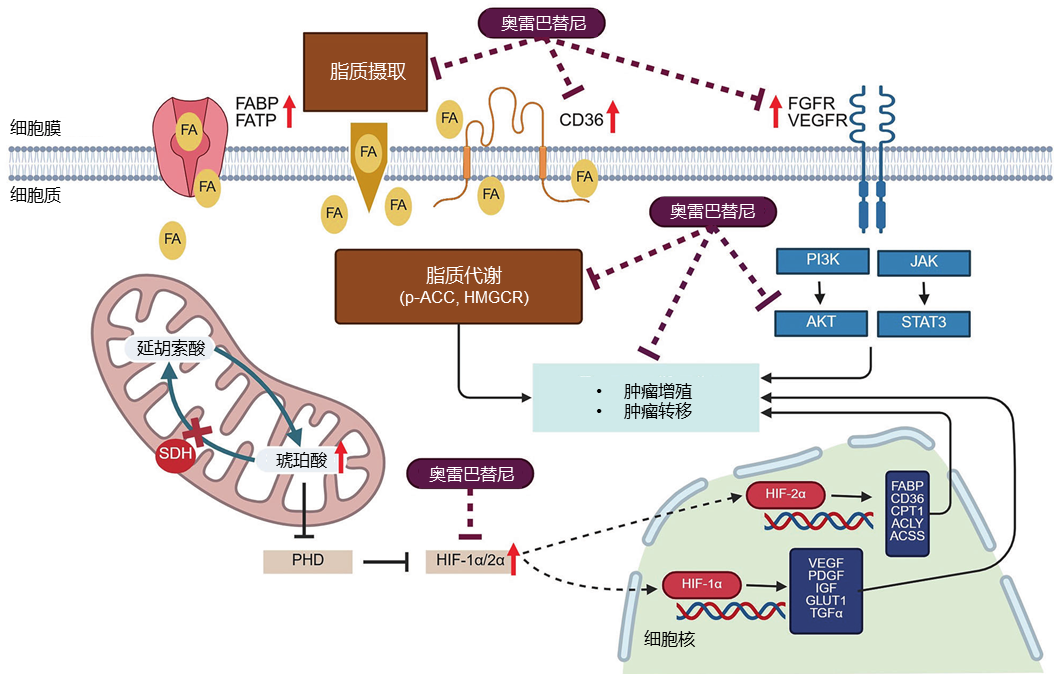 奥雷巴替尼
脂质摄取
FABP
FATP
CD36
FGFR
VEGFR
FA
FA
FA
FA
FA
FA
FA
FA
FA
细胞膜
细胞质
奥雷巴替尼
脂质代谢
(p-ACC, HMGCR)
PI3K
JAK
AKT
STAT3
• 肿瘤增殖
• 肿瘤转移
延胡索酸
SDH
琥珀酸
奥雷巴替尼
PHD
HIF-1α/2α
HIF-2α
FABP
CD36
CPT1
ACLY
ACSS
HIF-1α
VEGF
PDGF
IGF
GLUT1
TGFα
细胞核